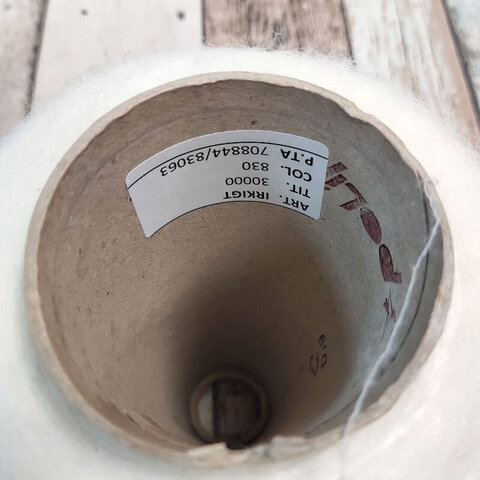 ART. IRKIGT
TIT. 30000
COL. 830
P.TA 708844/83063